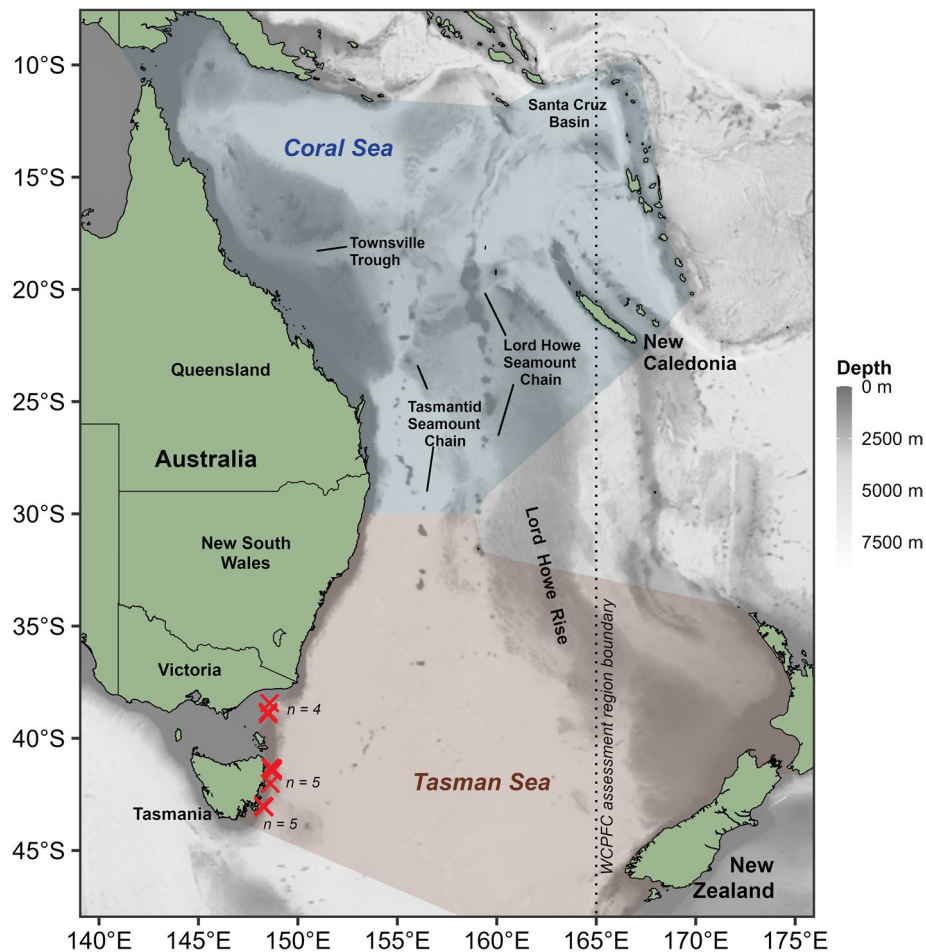 10°S
15°S
20°S
25°S
30°S
35°S
40°S
45°S
140°E
145°E
150°E
155°E
160°E
165°E
170°E
175°E
Coral Sea
Santa Cruz
Basin
Townsville
Trough
Lord Howe
Seamount
Chain
New
Caledonia
Queensland
Tasmantid
Seamount
Chain
Australia
New South
Wales
Lord Howe Rise
Victoria
WCPFC assessment region boundary
n = 4
n = 5
n = 5
Tasman Sea
Tasmania
New
Zealand
Depth
0 m
2500 m
5000 m
7500 m